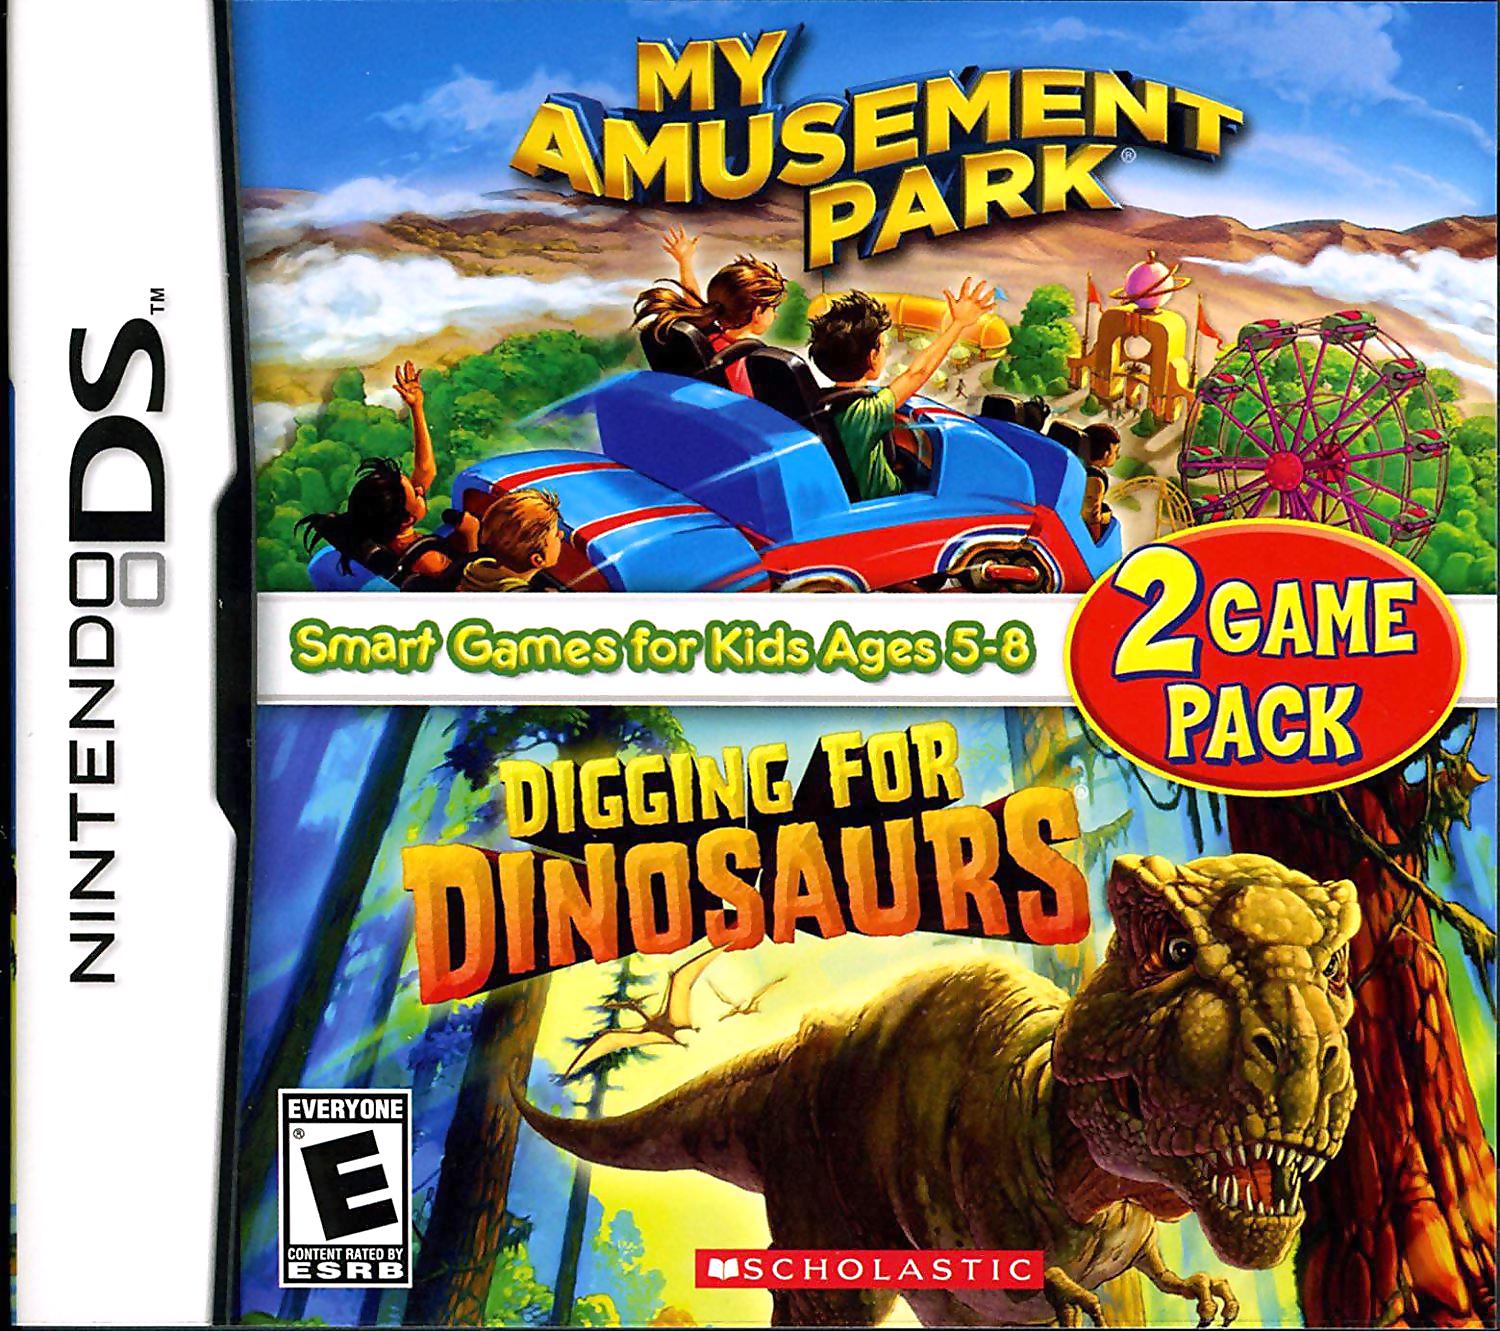 NINTENDO DS™
MY
AMUSEMENT
PARK®
Smart Games for Kids Ages 5-8
2 GAME
PACK
DIGGING FOR
DINOSAURS®
EVERYONE
E®
CONTENT RATED BY
ESRB
SCHOLASTIC